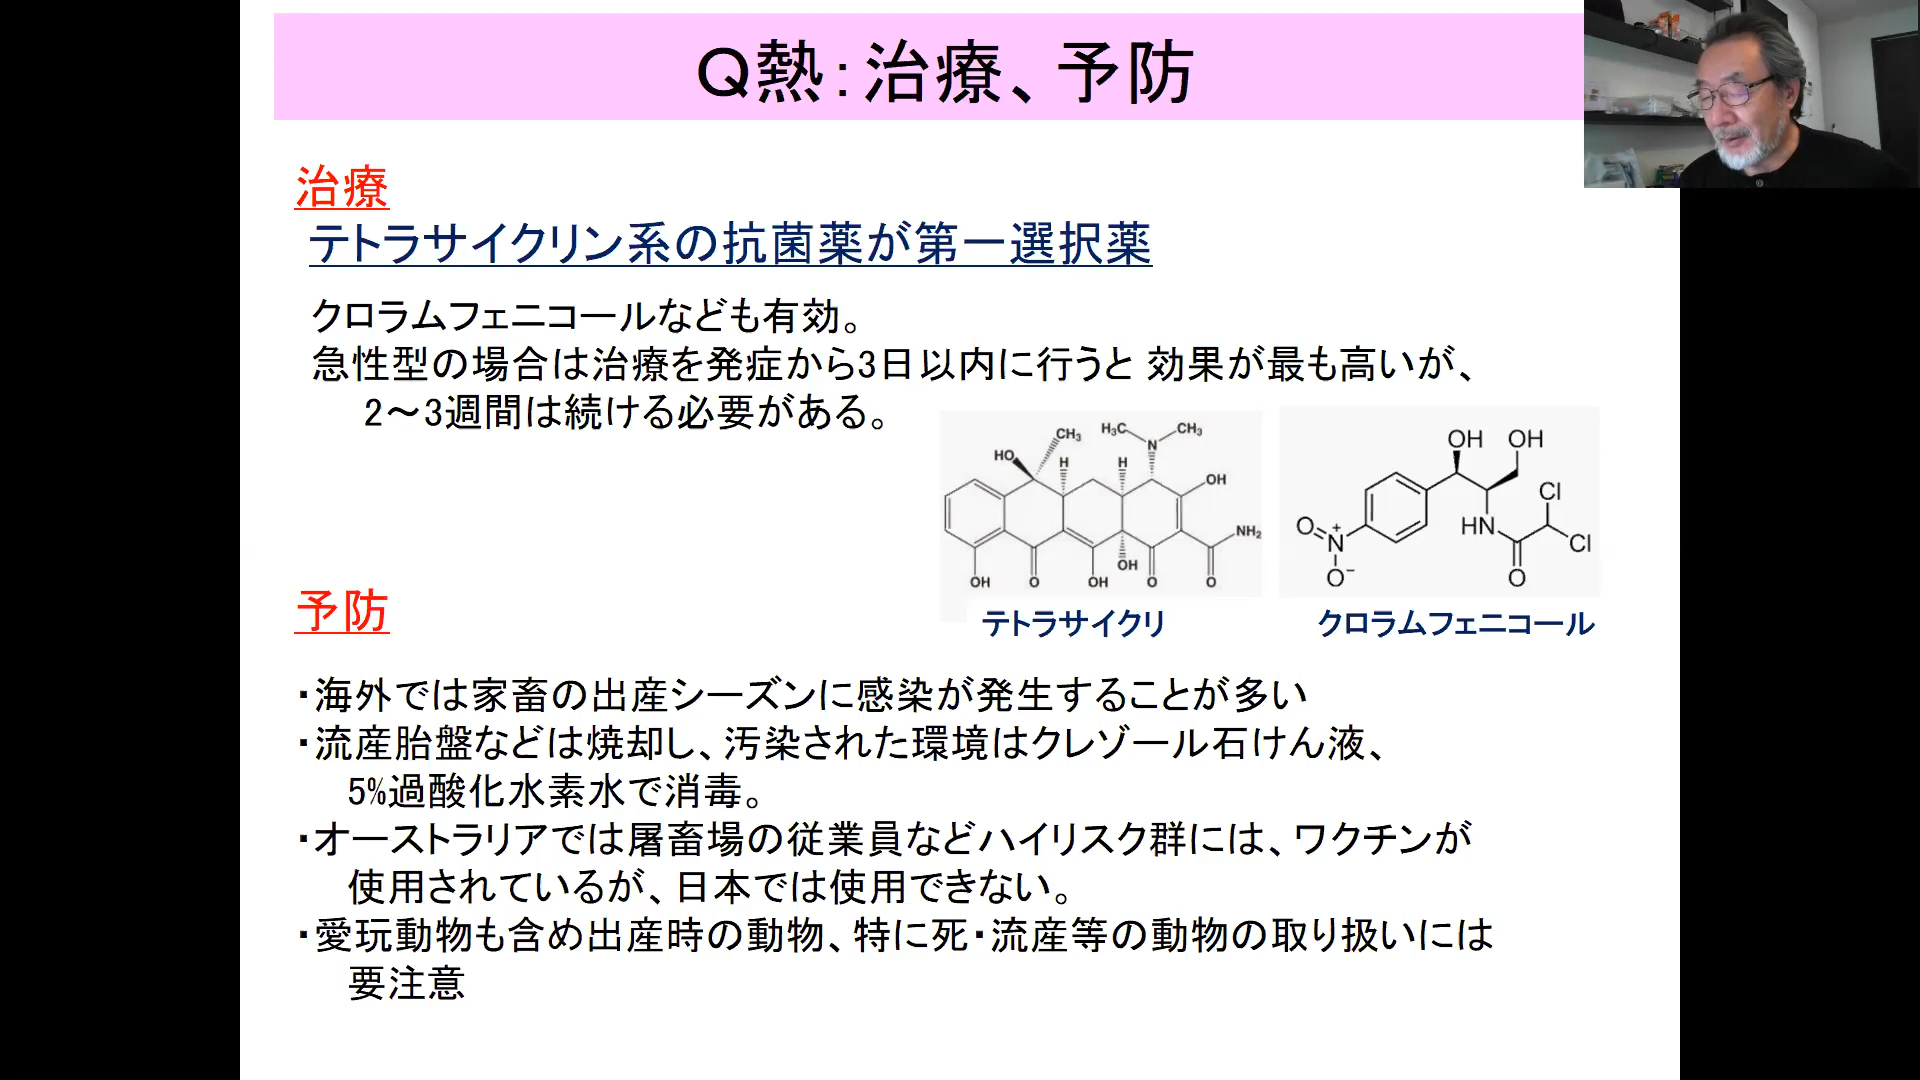 Q熱：治療、予防
治療
テトラサイクリン系の抗菌薬が第一選択薬
クロラムフェニコールなども有効。
急性型の場合は治療を発症から3日以内に行うと 効果が最も高いが、
2～3週間は続ける必要がある。
HO CH₃ H H₃C N CH₃ H OH NH₂ OH O OH OH O O
OH OH Cl Cl HN O O N⁺ O⁻
テトラサイクリ
クロラムフェニコール
予防
・海外では家畜の出産シーズンに感染が発生することが多い
・流産胎盤などは焼却し、汚染された環境はクレゾール石けん液、
5%過酸化水素水で消毒。
・オーストラリアでは屠畜場の従業員などハイリスク群には、ワクチンが
使用されているが、日本では使用できない。
・愛玩動物も含め出産時の動物、特に死・流産等の動物の取り扱いには
要注意